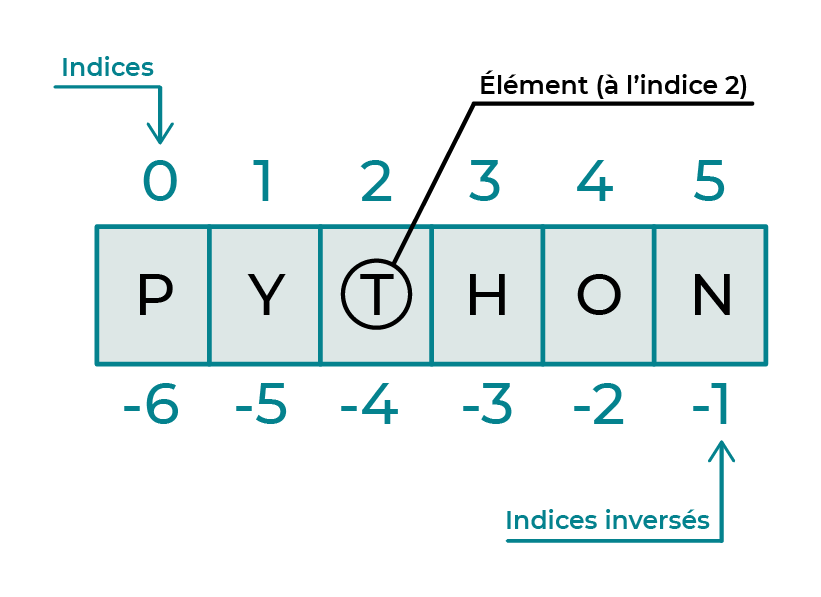 Indices
Élément (à l’indice 2)
0 1 2 3 4 5
P Y T H O N
-6 -5 -4 -3 -2 -1
Indices inversés